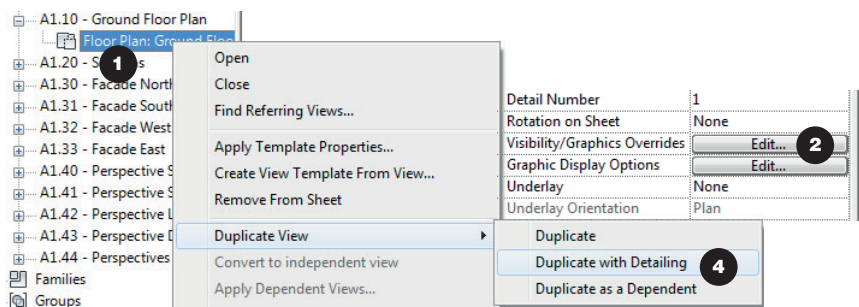 A1.10 - Ground Floor Plan
Floor Plan: Ground Floo
1
A1.20 - S s
A1.30 - Facade North
A1.31 - Facade South
A1.32 - Facade West
A1.33 - Facade East
A1.40 - Perspective S
A1.41 - Perspective S
A1.42 - Perspective L
A1.43 - Perspective D
A1.44 - Perspectives
Families
Groups
Open
Close
Find Referring Views...
Apply Template Properties...
Create View Template From View...
Remove From Sheet
Duplicate View
Convert to independent view
Apply Dependent Views...
Detail Number 1
Rotation on Sheet None
Visibility/Graphics Overrides Edit... 2
Graphic Display Options Edit...
Underlay None
Underlay Orientation Plan
Duplicate
Duplicate with Detailing 4
Duplicate as a Dependent